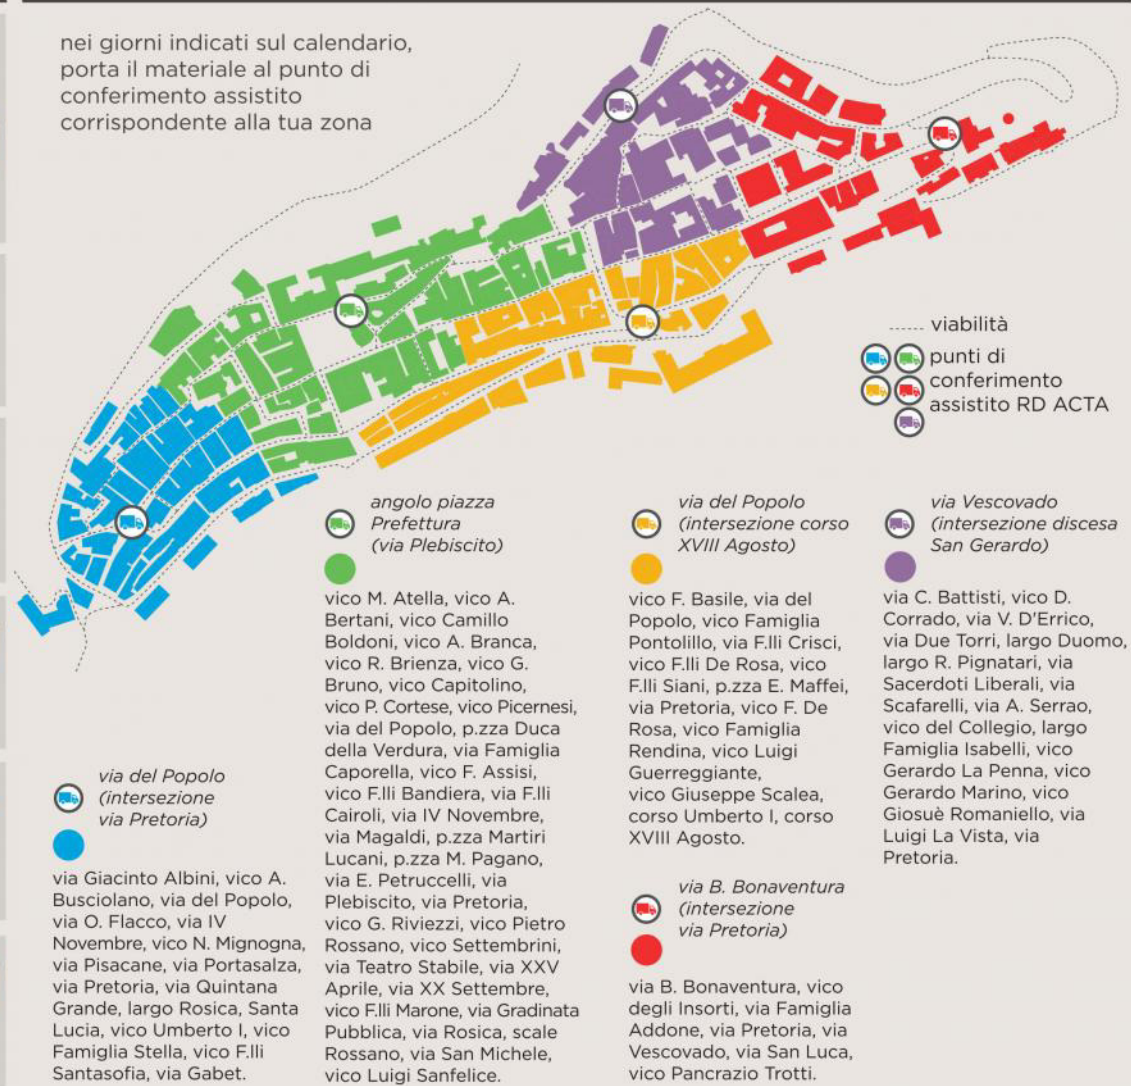 nei giorni indicati sul calendario,
porta il materiale al punto di
conferimento assistito
corrispondente alla tua zona
viabilità
punti di
conferimento
assistito RD ACTA
via del Popolo
(intersezione
via Pretoria)
via Giacinto Albini, vico A.
Busciolano, via del Popolo,
via O. Flacco, via IV
Novembre, vico N. Mignogna,
via Pisacane, via Portasalza,
via Pretoria, via Quintana
Grande, largo Rosica, Santa
Lucia, vico Umberto I, vico
Famiglia Stella, vico F.lli
Santasofia, via Gabet.
angolo piazza
Prefettura
(via Plebiscito)
vico M. Atella, vico A.
Bertani, vico Camillo
Boldoni, vico A. Branca,
vico R. Brienza, vico G.
Bruno, vico Capitolino,
vico P. Cortese, vico Picernesi,
via del Popolo, p.zza Duca
della Verdura, via Famiglia
Caporella, vico F. Assisi,
vico F.lli Bandiera, via F.lli
Cairoli, via IV Novembre,
via Magaldi, p.zza Martiri
Lucani, p.zza M. Pagano,
via E. Petruccelli, via
Plebiscito, via Pretoria,
vico G. Riviezzi, vico Pietro
Rossano, vico Settembrini,
via Teatro Stabile, via XXV
Aprile, via XX Settembre,
vico F.lli Marone, via Gradinata
Pubblica, via Rosica, scale
Rossano, via San Michele,
vico Luigi Sanfelice.
via del Popolo
(intersezione corso
XVIII Agosto)
vico F. Basile, via del
Popolo, vico Famiglia
Pontolillo, via F.lli Crisci,
vico F.lli De Rosa, vico
F.lli Siani, p.zza E. Maffei,
via Pretoria, vico F. De
Rosa, vico Famiglia
Rendina, vico Luigi
Guerreggiante,
vico Giuseppe Scalea,
corso Umberto I, corso
XVIII Agosto.
via B. Bonaventura
(intersezione
via Pretoria)
via B. Bonaventura, vico
degli Insorti, via Famiglia
Addone, via Pretoria, via
Vescovado, via San Luca,
vico Pancrazio Trotti.
via Vescovado
(intersezione discesa
San Gerardo)
via C. Battisti, vico D.
Corrado, via V. D'Errico,
via Due Torri, largo Duomo,
largo R. Pignatari, via
Sacerdoti Liberali, via
Scafarelli, via A. Serrao,
vico del Collegio, largo
Famiglia Isabelli, vico
Gerardo La Penna, vico
Gerardo Marino, vico
Giosuè Romaniello, via
Luigi La Vista, via
Pretoria.